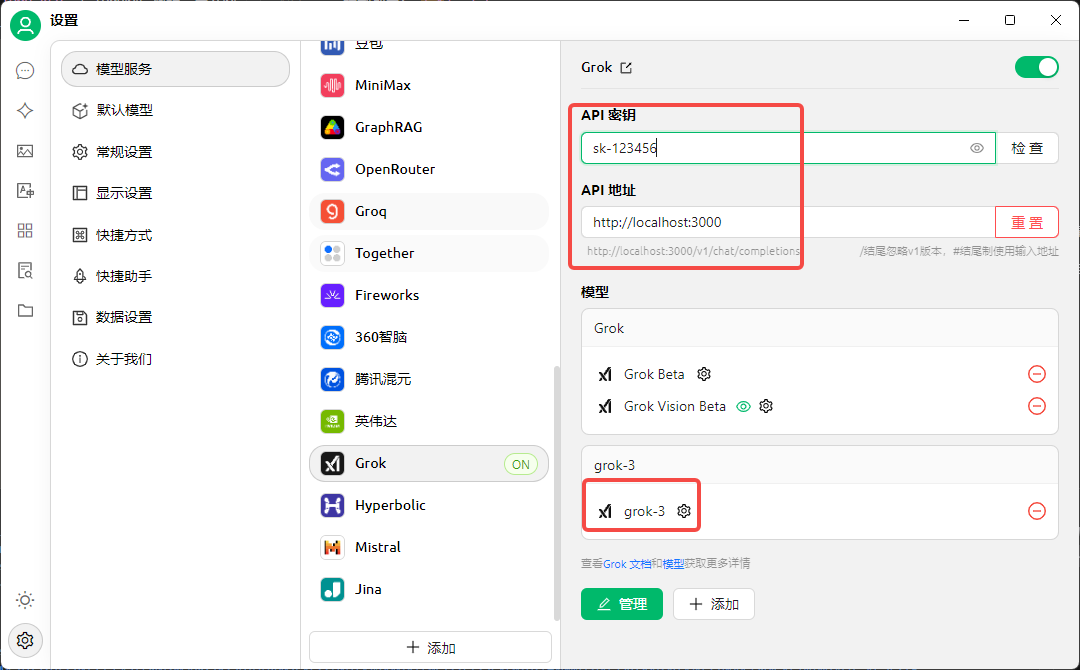 设置
模型服务
默认模型
常规设置
显示设置
快捷方式
快捷助手
数据设置
关于我们
豆包
MiniMax
GraphRAG
OpenRouter
Groq
Together
Fireworks
360智脑
腾讯混元
英伟达
Grok ON
Hyperbolic
Mistral
Jina
添加
Grok
API 密钥
sk-123456 检查
API 地址
http://localhost:3000 重置
http://localhost:3000/v1/chat/completions /结尾忽略v1版本，#结尾制使用输入地址
模型
Grok
Grok Beta
Grok Vision Beta
grok-3
grok-3
查看Grok 文档和模型获取更多详情
管理 添加